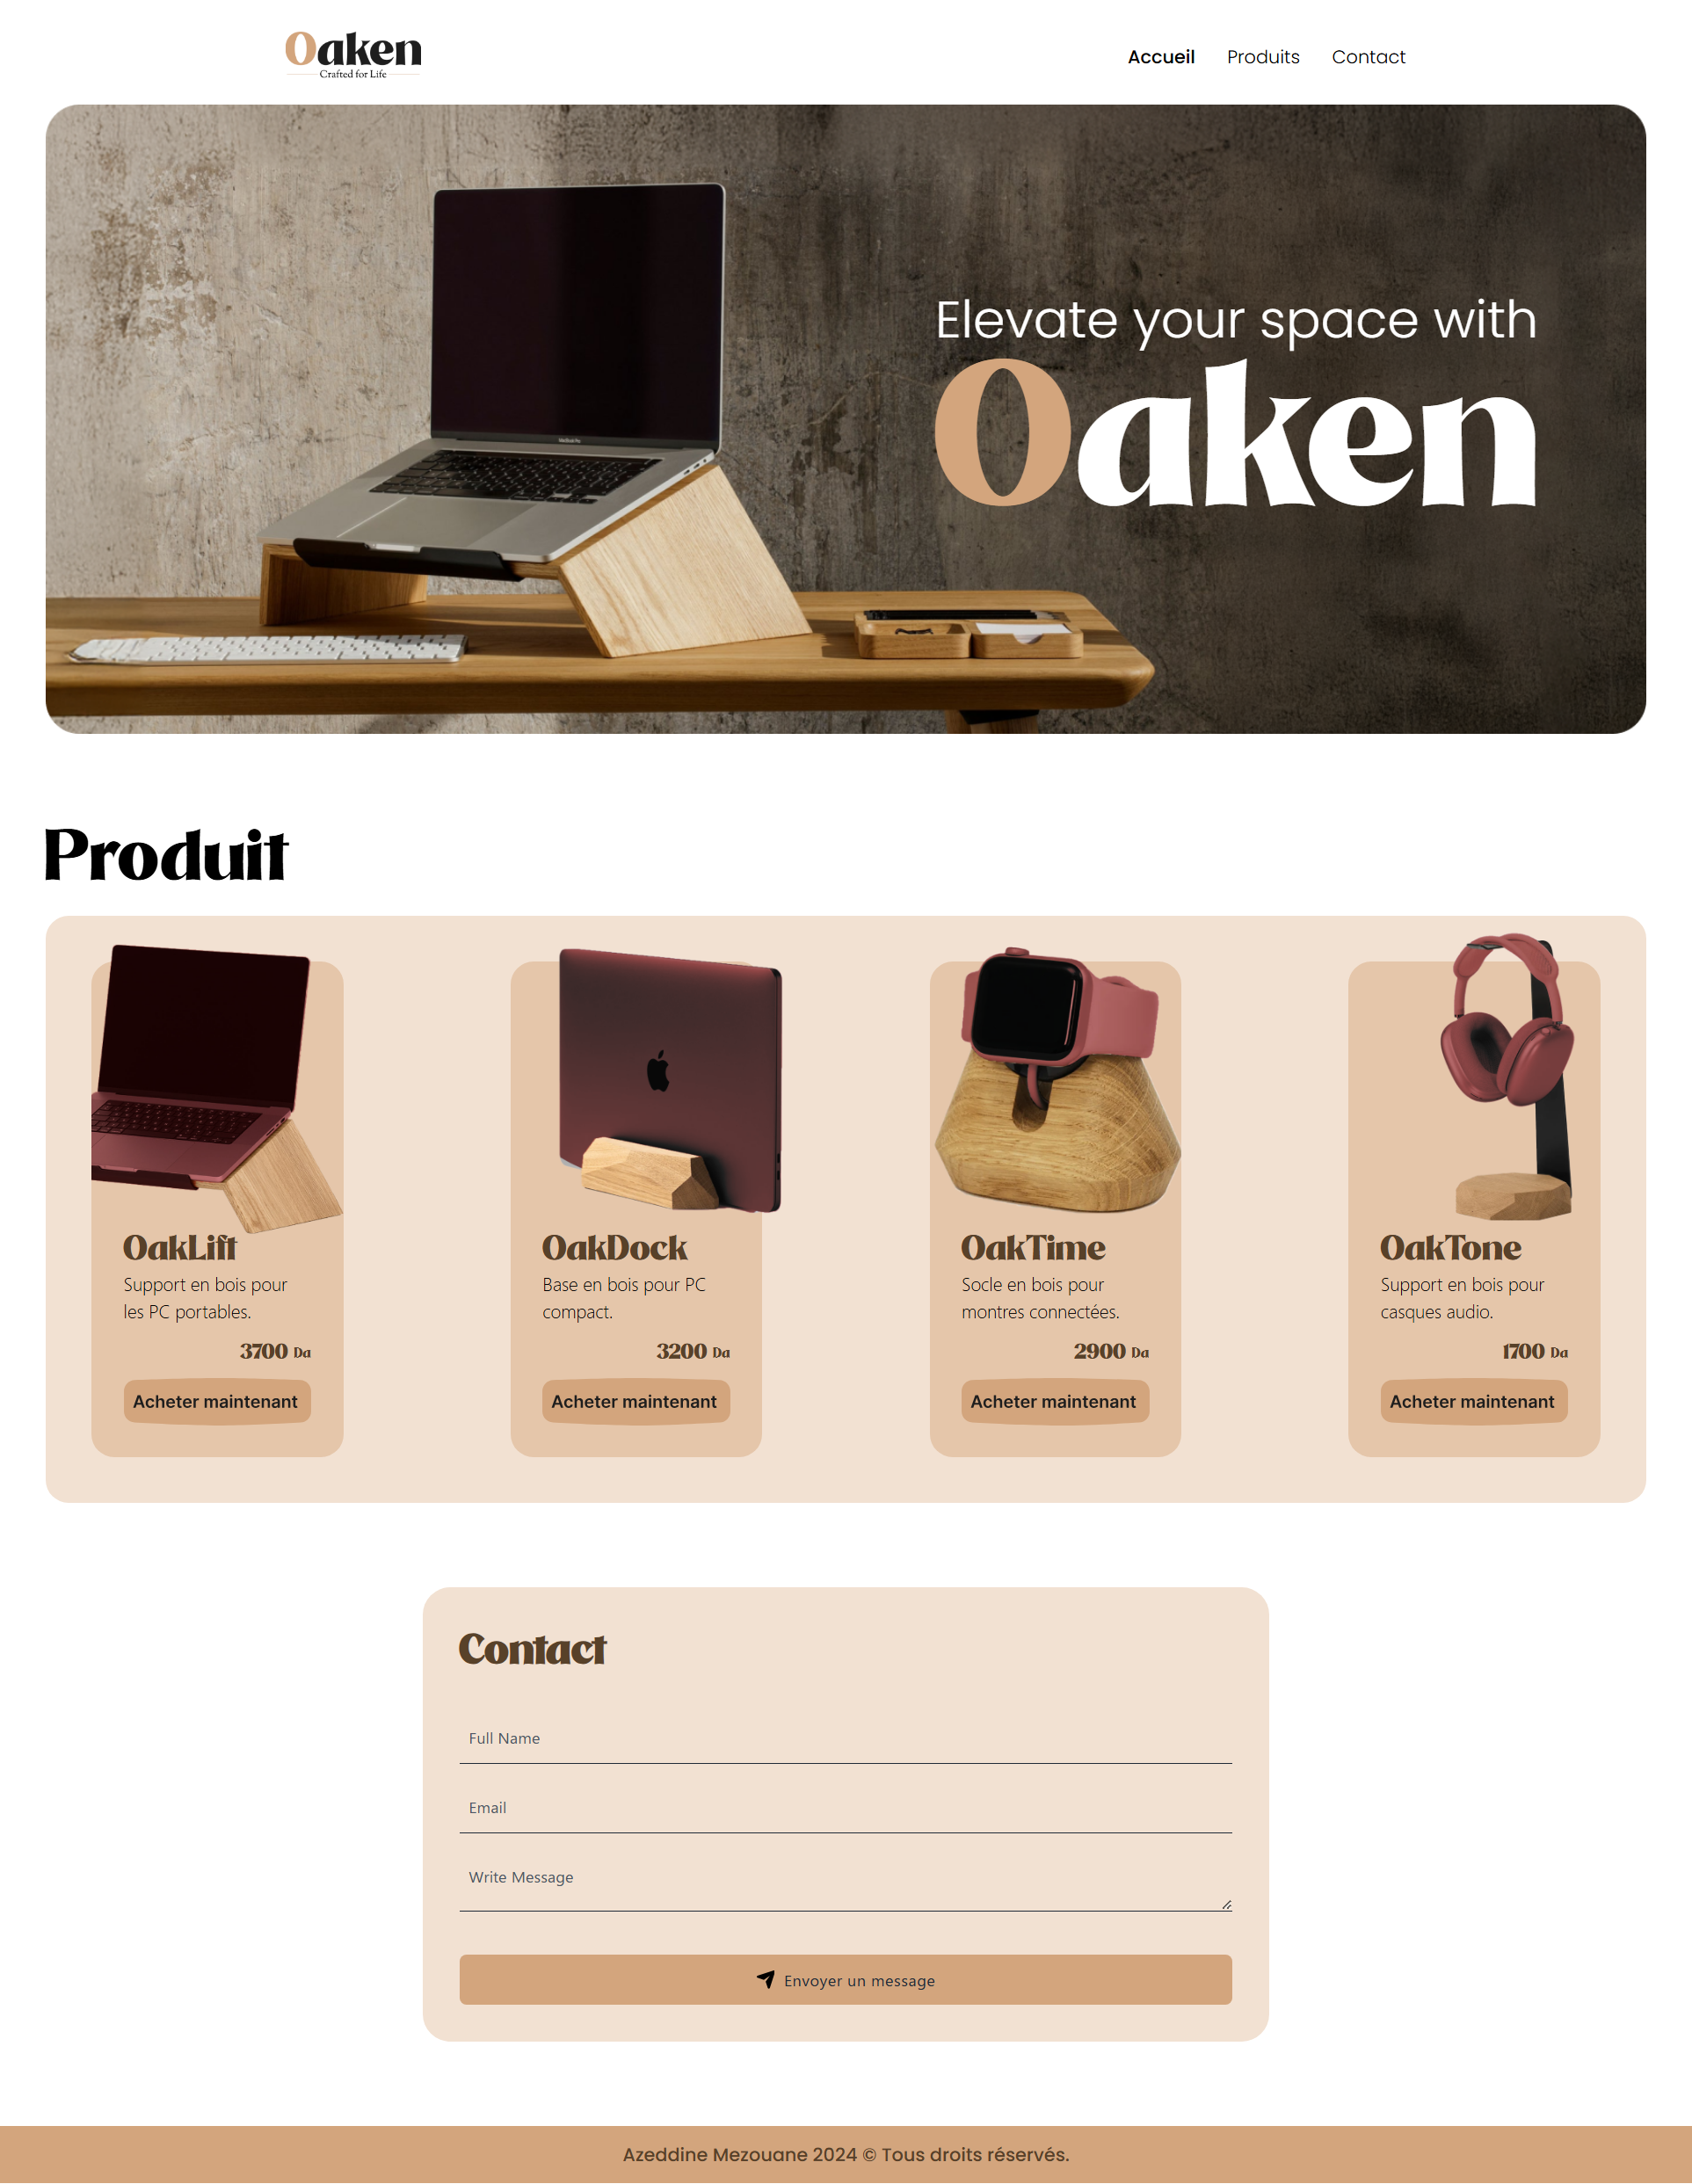 Oaken
Crafted for Life
Accueil Produits Contact
Elevate your space with
Oaken
Produit
OakLift
Support en bois pour
les PC portables.
3700 Da
Acheter maintenant
OakDock
Base en bois pour PC
compact.
3200 Da
Acheter maintenant
OakTime
Socle en bois pour
montres connectées.
2900 Da
Acheter maintenant
OakTone
Support en bois pour
casques audio.
1700 Da
Acheter maintenant
Contact
Full Name
Email
Write Message
Envoyer un message
Azeddine Mezouane 2024 © Tous droits réservés.